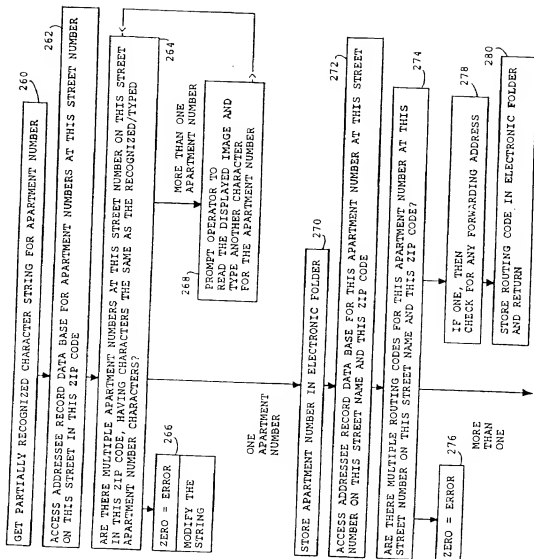 GET PARTIALLY RECOGNIZED CHARACTER STRING FOR APARTMENT NUMBER
260
ACCESS ADDRESSEE RECORD DATA BASE FOR APARTMENT NUMBERS AT THIS STREET NUMBER
ON THIS STREET IN THIS ZIP CODE
262
ARE THERE MULTIPLE APARTMENT NUMBERS AT THIS STREET NUMBER ON THIS STREET
IN THIS ZIP CODE, HAVING CHARACTERS THE SAME AS THE RECOGNIZED/TYPED
APARTMENT NUMBER CHARACTERS?
264
ZERO = ERROR
MODIFY THE
STRING
266
MORE THAN ONE
APARTMENT NUMBER
268
PROMPT OPERATOR TO
READ THE DISPLAYED IMAGE AND
TYPE ANOTHER CHARACTER
FOR THE APARTMENT NUMBER
ONE
APARTMENT
NUMBER
STORE APARTMENT NUMBER IN ELECTRONIC FOLDER
270
ACCESS ADDRESSEE RECORD DATA BASE FOR THIS APARTMENT NUMBER AT THIS STREET
NUMBER ON THIS STREET NAME AND THIS ZIP CODE
272
ARE THERE MULTIPLE ROUTING CODES FOR THIS APARTMENT NUMBER AT THIS
STREET NUMBER ON THIS STREET NAME AND THIS ZIP CODE?
274
ZERO = ERROR
276
MORE
THAN
ONE
IF ONE, THEN
CHECK FOR ANY FORWARDING ADDRESS
278
STORE ROUTING CODE IN ELECTRONIC FOLDER
AND RETURN
280